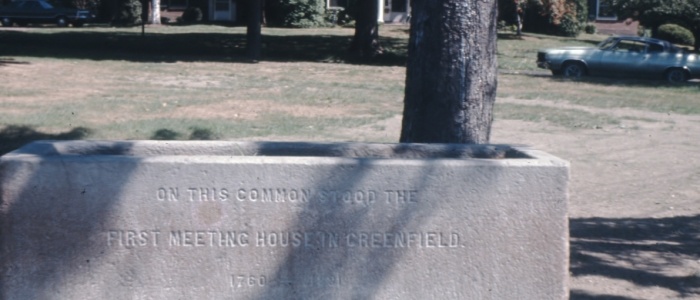 ON THIS COMMON STOOD THE
FIRST MEETING HOUSE IN GREENFIELD.
1760